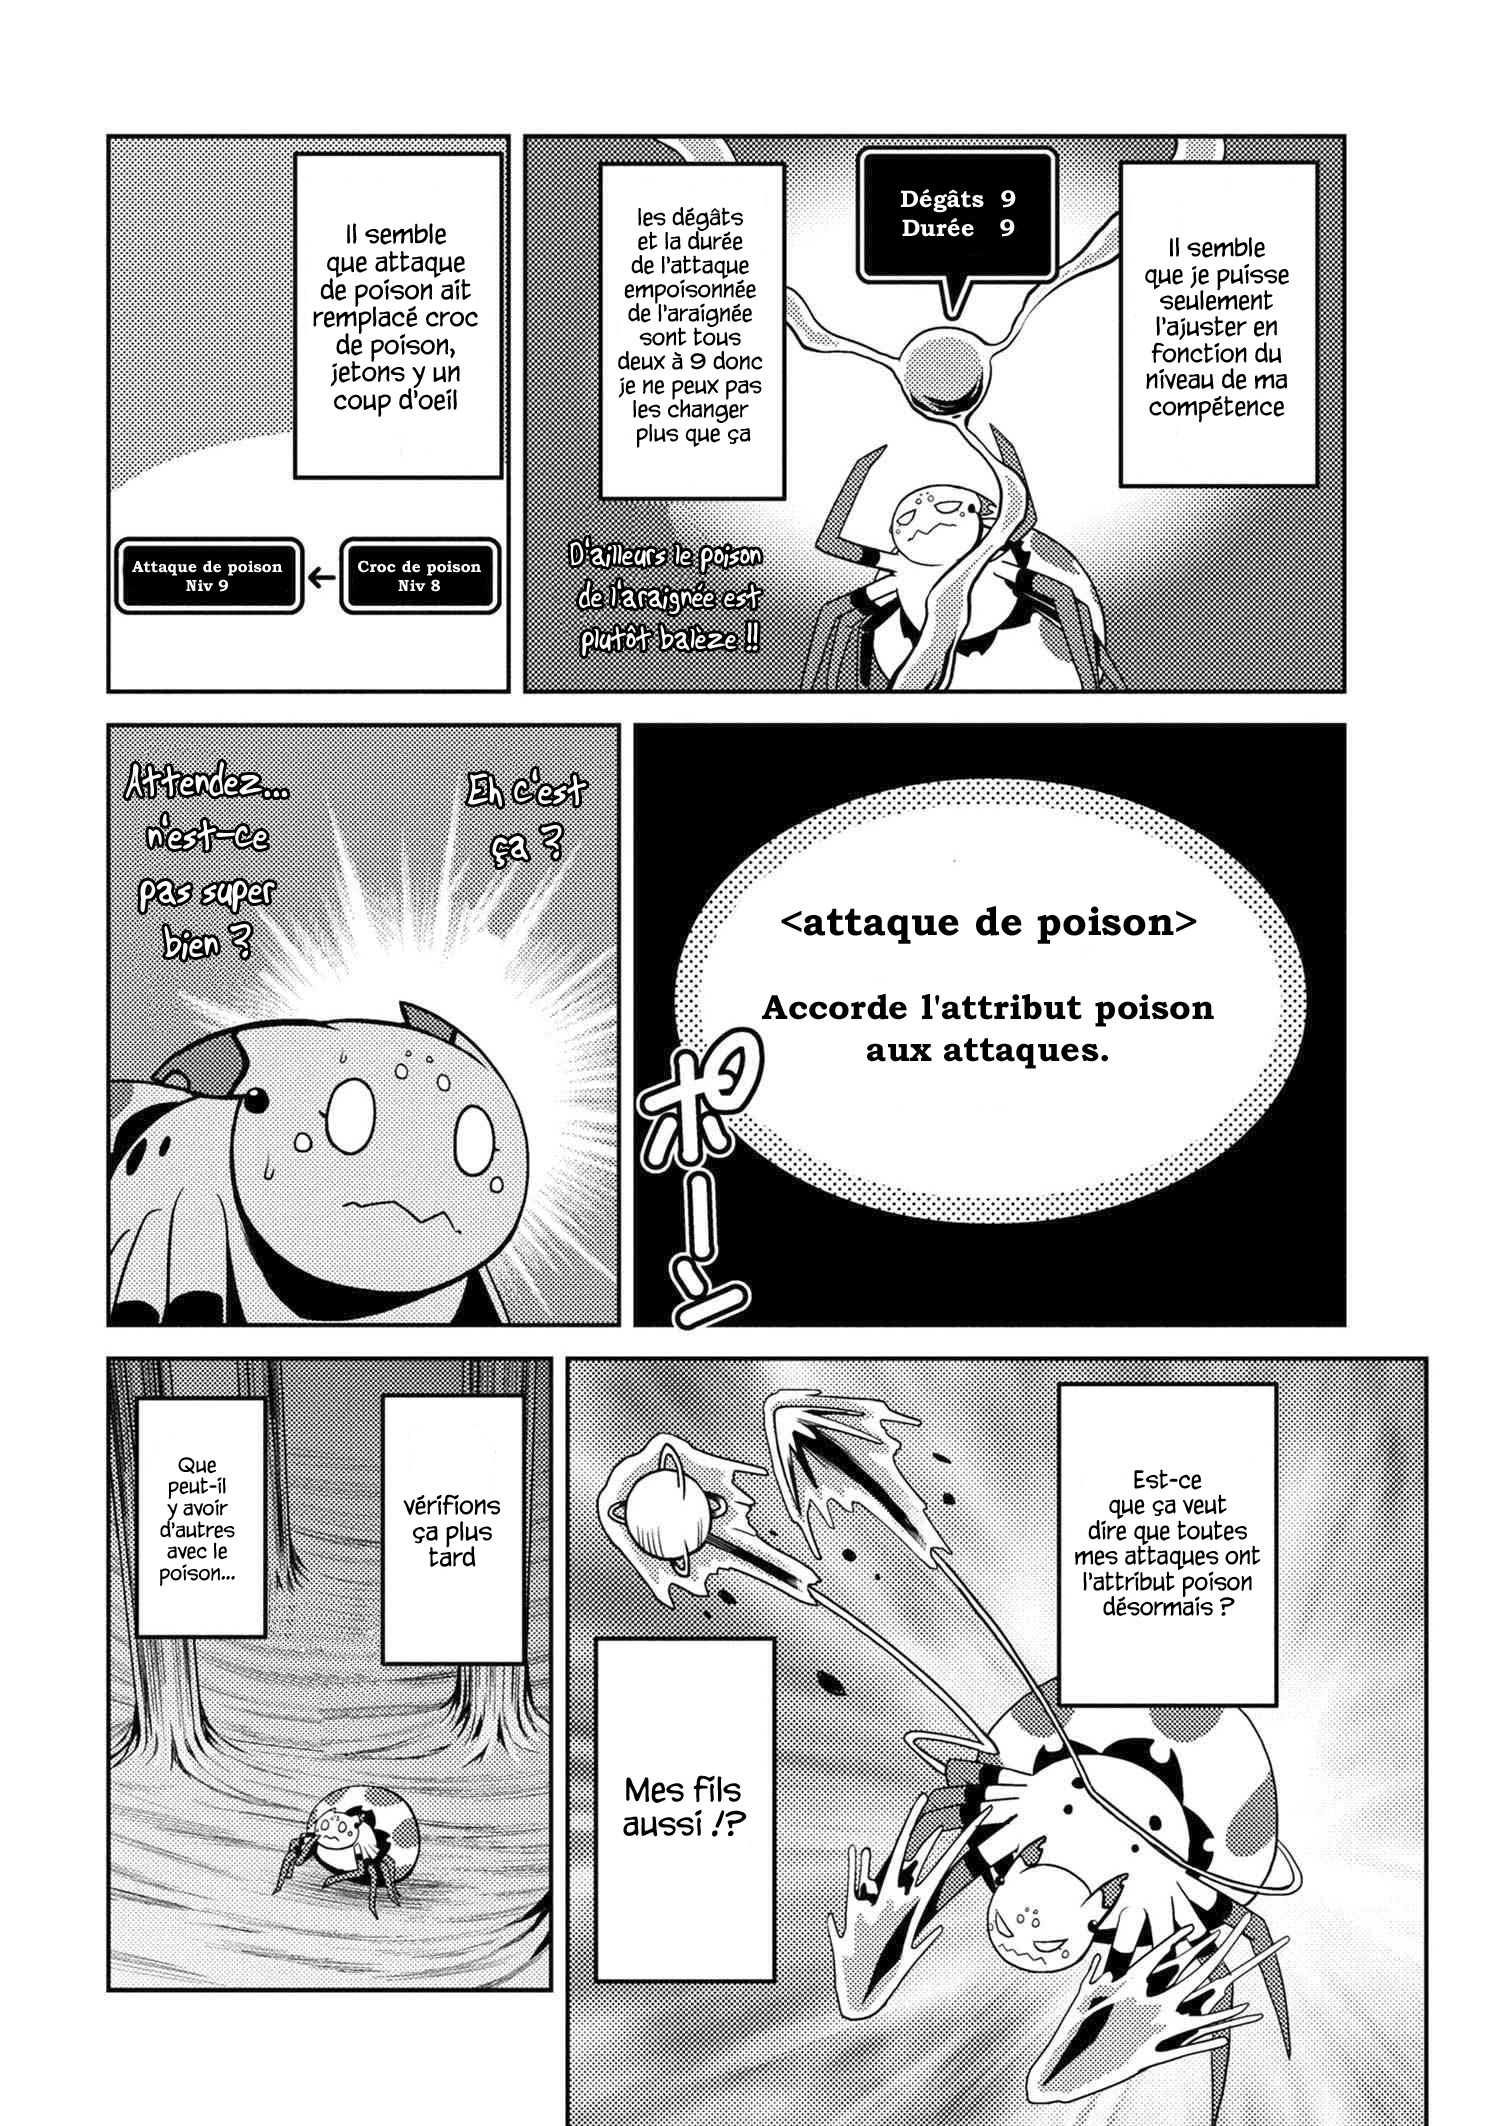 Il semble
que je puisse
seulement
l'ajuster en
fonction du
niveau de ma
compétence
Dégâts 9
Durée 9
les dégâts
et la durée
de l'attaque
empoisonnée
de l'araignée
sont tous
deux à 9 donc
je ne peux pas
les changer
plus que ça
D'ailleurs le poison
de l'araignée est
plutôt balèze !!
Il semble
que attaque
de poison ait
remplacé croc
de poison,
jetons y un
coup d'oeil
Croc de poison
Niv 8
←
Attaque de poison
Niv 9
<attaque de poison>
Accorde l'attribut poison
aux attaques.
ポーン
Eh c'est
ça ?
Attendez...
n'est-ce
pas super
bien ?
Est-ce
que ça veut
dire que toutes
mes attaques ont
l'attribut poison
désormais ?
Mes fils
aussi !?
vérifions
ça plus
tard
Que
peut-il
y avoir
d'autres
avec le
poison...